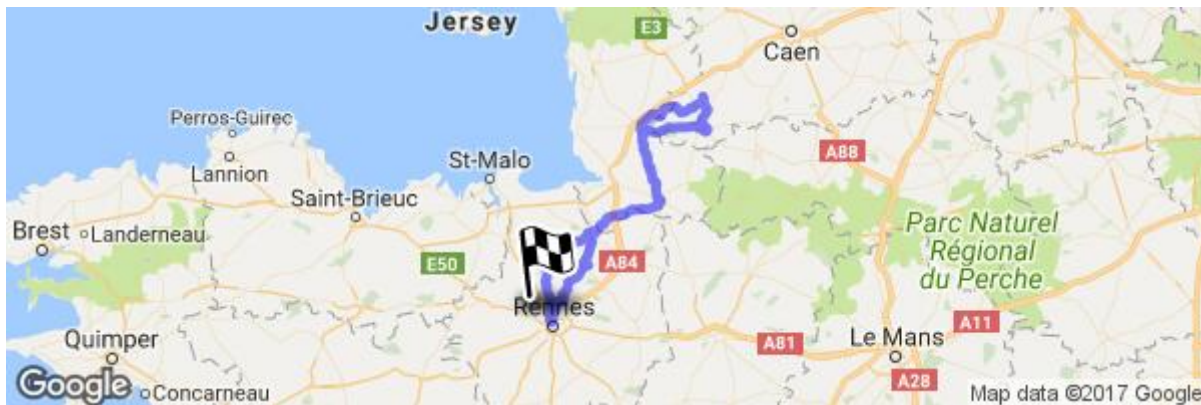 Jersey
E3
Caen
Perros-Guirec
Lannion
St-Malo
Saint-Brieuc
A88
Brest
Landerneau
Parc Naturel
Régional
du Perche
E50
A84
Rennes
Quimper
A81
Le Mans
A11
Concarneau
A28
Google
Map data ©2017 Google